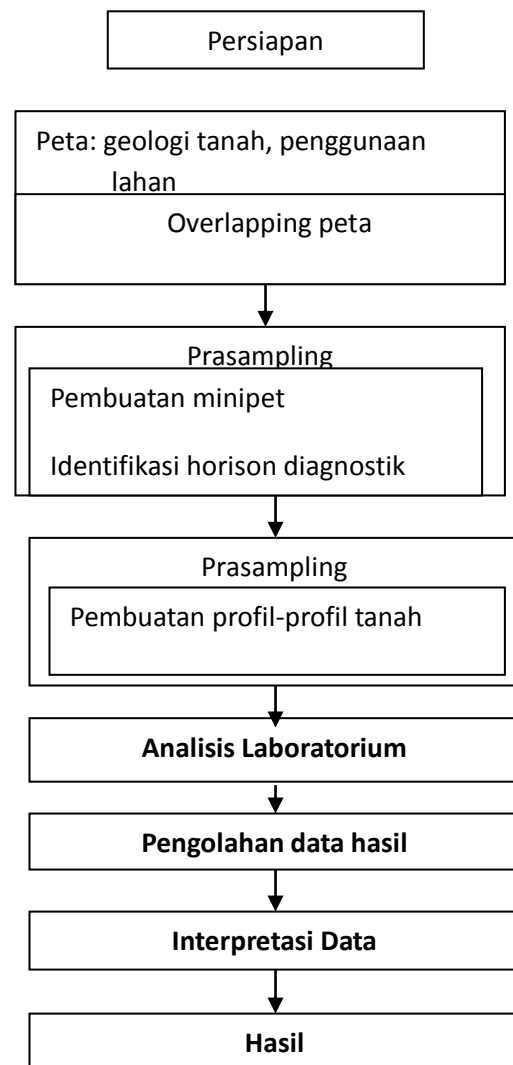 Persiapan
Peta: geologi tanah, penggunaan
lahan
Overlapping peta
Prasampling
Pembuatan minipet
Identifikasi horison diagnostik
Prasampling
Pembuatan profil-profil tanah
Analisis Laboratorium
Pengolahan data hasil
Interpretasi Data
Hasil